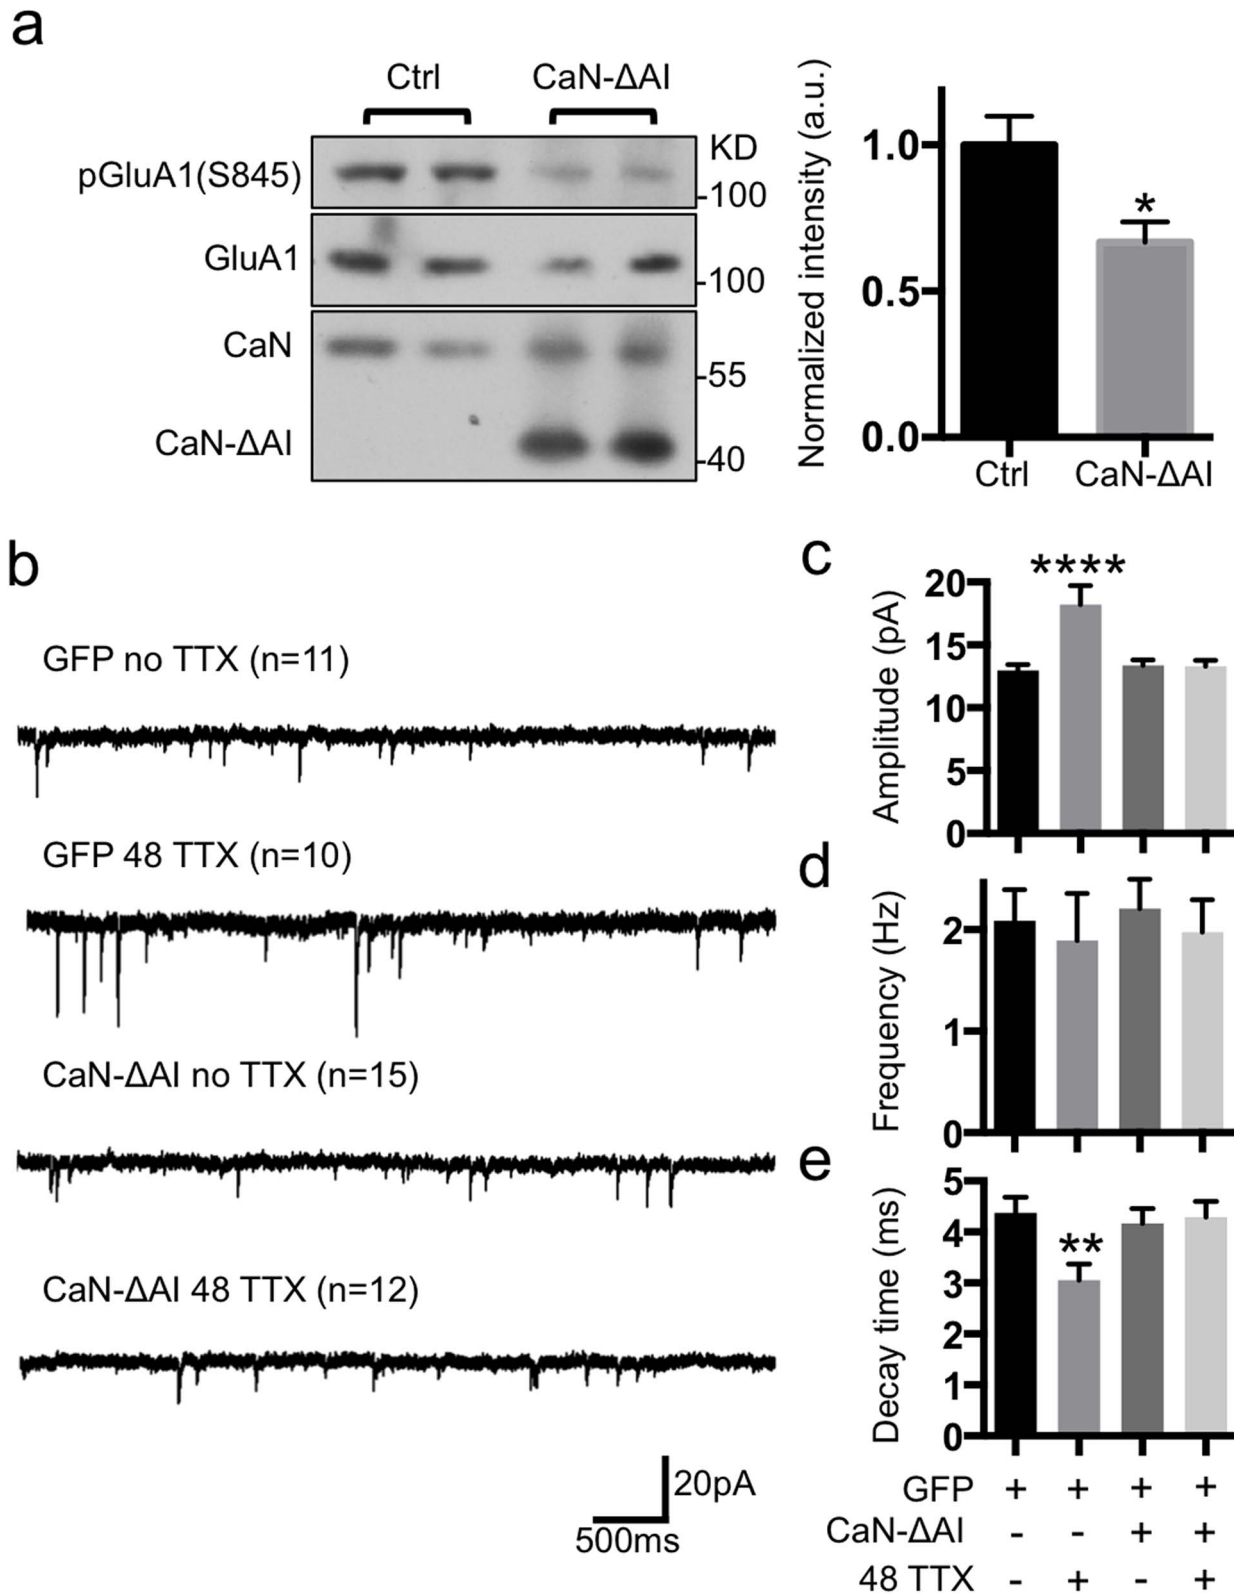 a
Ctrl CaN-ΔAI
pGluA1(S845)
KD
-100
GluA1
-100
CaN
-55
CaN-ΔAI
-40
Normalized intensity (a.u.)
1.0
0.5
0.0
*
Ctrl CaN-ΔAI
b
GFP no TTX (n=11)
GFP 48 TTX (n=10)
CaN-ΔAI no TTX (n=15)
CaN-ΔAI 48 TTX (n=12)
20pA
500ms
c
Amplitude (pA)
20
15
10
5
0
****
d
Frequency (Hz)
2
1
0
e
Decay time (ms)
5
4
3
2
1
0
**
GFP + + + +
CaN-ΔAI - - + +
48 TTX - + - +